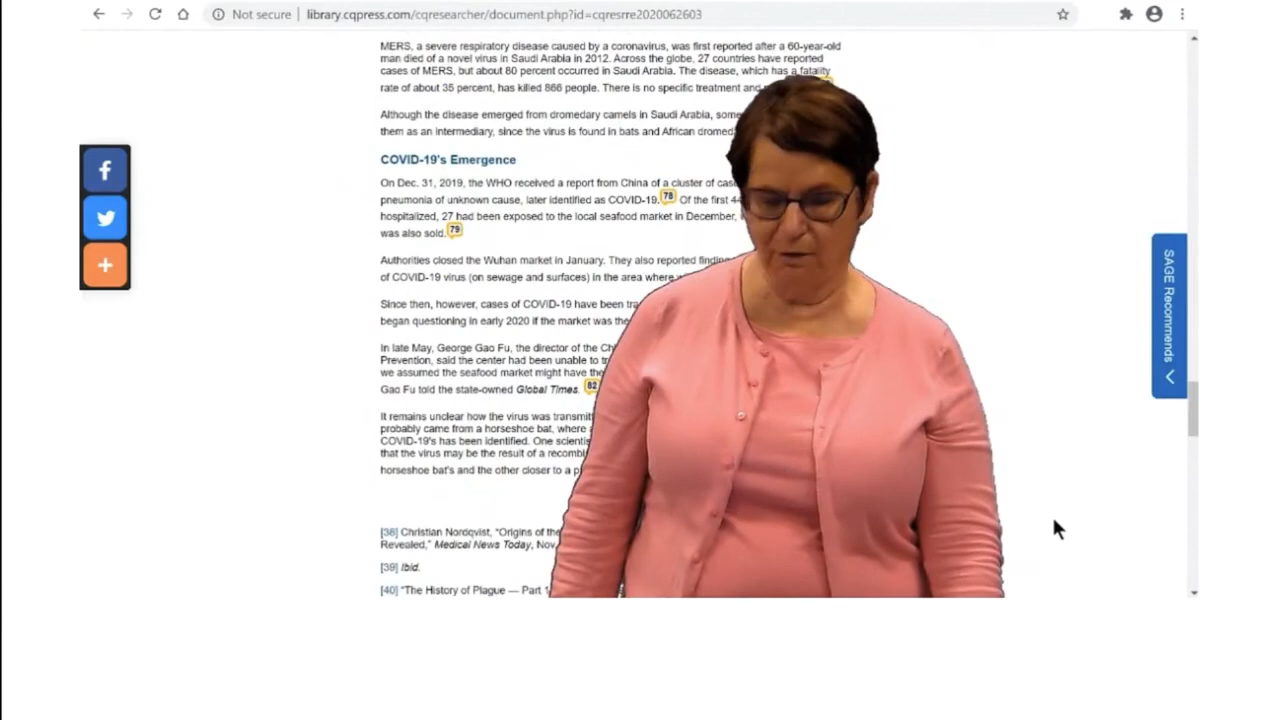 Not secure | library.cqpress.com/cqresearcher/document.php?id=cqresrre2020062603
MERS, a severe respiratory disease caused by a coronavirus, was first reported after a 60-year-old
man died of a novel virus in Saudi Arabia in 2012. Across the globe, 27 countries have reported
cases of MERS, but about 80 percent occurred in Saudi Arabia. The disease, which has a fatality
rate of about 35 percent, has killed 866 people. There is no specific treatment and
Although the disease emerged from dromedary camels in Saudi Arabia,
them as an intermediary, since the virus is found in bats and African
COVID-19's Emergence
On Dec. 31, 2019, the WHO received a report from China of a cluster of
pneumonia of unknown cause, later identified as COVID-19. 78 Of the first
hospitalized, 27 had been exposed to the local seafood market in December,
was also sold. 79
Authorities closed the Wuhan market in January. They also reported
of COVID-19 virus (on sewage and surfaces) in the area where
Since then, however, cases of COVID-19 have been
began questioning in early 2020 if the market was the
In late May, George Gao Fu, the director of the
Prevention, said the center had been unable to
we assumed the seafood market might have
Gao Fu told the state-owned Global Times. 82
It remains unclear how the virus was
probably came from a horseshoe bat, where
COVID-19's has been identified. One
that the virus may be the result of a
horseshoe bat's and the other closer to a
[38] Christian Nordqvist, "Origins of the
Revealed," Medical News Today, Nov.
[39] Ibid.
[40] "The History of Plague — Part 1
SAGE Recommends